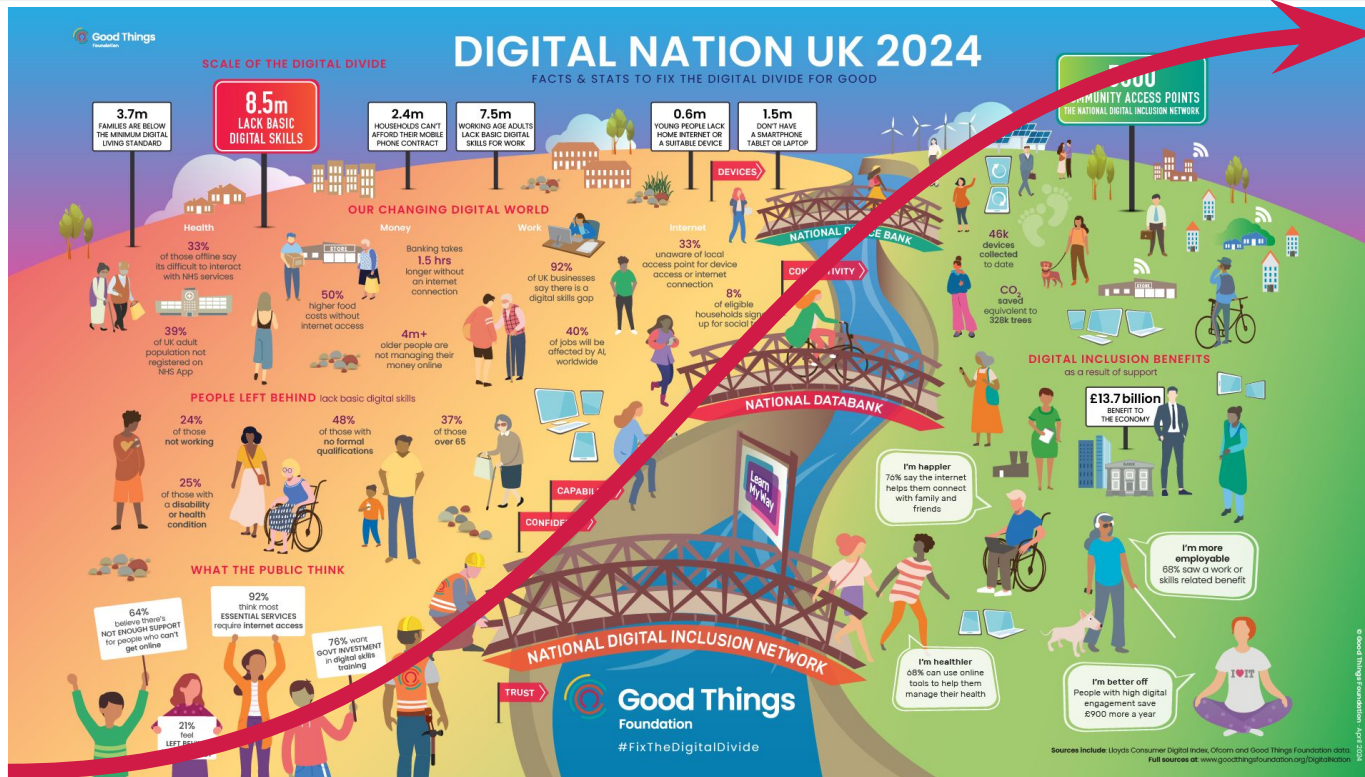 Good Things
Foundation
DIGITAL NATION UK 2024
FACTS & STATS TO FIX THE DIGITAL DIVIDE FOR GOOD
SCALE OF THE DIGITAL DIVIDE
3.7m
FAMILIES ARE BELOW
THE MINIMUM DIGITAL
LIVING STANDARD
8.5m
LACK BASIC
DIGITAL SKILLS
2.4m
HOUSEHOLDS CAN'T
AFFORD THEIR MOBILE
PHONE CONTRACT
7.5m
WORKING AGE ADULTS
LACK BASIC DIGITAL
SKILLS FOR WORK
0.6m
YOUNG PEOPLE LACK
HOME INTERNET OR
A SUITABLE DEVICE
1.5m
DON'T HAVE
A SMARTPHONE
TABLET OR LAPTOP
COMMUNITY ACCESS POINTS
THE NATIONAL DIGITAL INCLUSION NETWORK
DEVICES
OUR CHANGING DIGITAL WORLD
Health
33%
of those offline say
its difficult to interact
with NHS services
39%
of UK adult
population not
registered on
NHS App
Money
STORE
50%
higher food
costs without
internet access
Banking takes
1.5 hrs
longer without
an internet
connection
4m+
older people are
not managing their
money online
Work
92%
of UK businesses
say there is a
digital skills gap
40%
of jobs will be
affected by AI,
worldwide
Internet
33%
unaware of local
access point for device
access or internet
connection
8%
of eligible
households
up for social
NATIONAL BANK
NATIONAL DATABANK
46k
devices
collected
to date
CO2
saved
equivalent to
328k trees
STORE
PEOPLE LEFT BEHIND lack basic digital skills
24%
of those
not working
25%
of those with
a disability
or health
condition
48%
of those with
no formal
qualifications
37%
of those
over 65
Learn
My Way
DIGITAL INCLUSION BENEFITS
as a result of support
£13.7 billion
BENEFIT TO
THE ECONOMY
I'm happier
76% say the internet
helps them connect
with family and
friends
I'm more
employable
68% saw a work or
skills related benefit
I'm healthier
68% can use online
tools to help them
manage their health
I'm better off
People with high digital
engagement save
£900 more a year
I ♥ IT
WHAT THE PUBLIC THINK
64%
believe there's
NOT ENOUGH SUPPORT
for people who can't
get online
92%
think most
ESSENTIAL SERVICES
require internet access
76% want
GOVT INVESTMENT
in digital skills
training
21%
feel
LEFT
NATIONAL DIGITAL INCLUSION NETWORK
TRUST
Good Things
Foundation
#FixTheDigitalDivide
Sources include: Lloyds Consumer Digital Index, Ofcom and Good Things Foundation data.
Full sources at: www.goodthingsfoundation.org/DigitalNation
© Good Things Foundation - April 2024